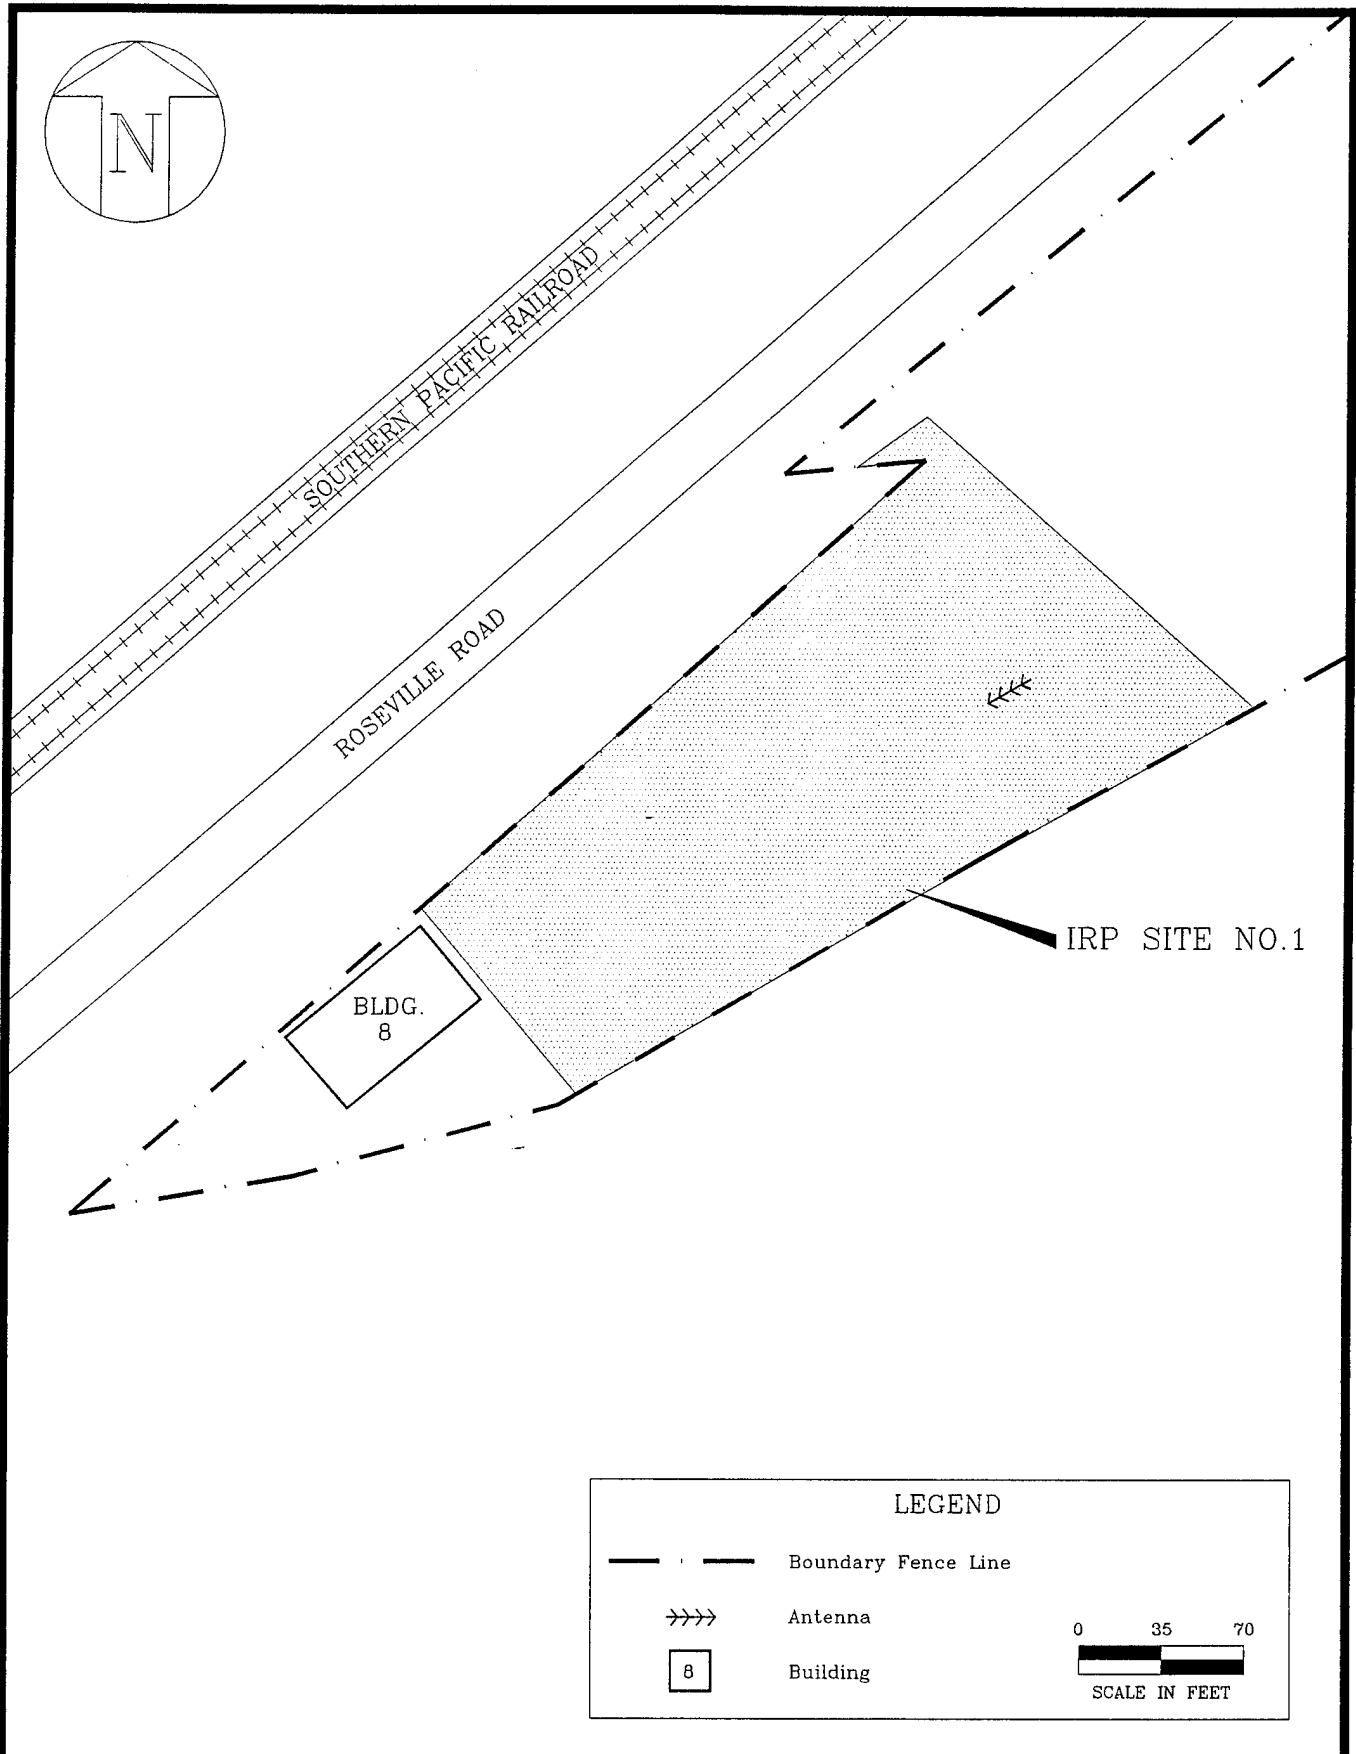 N
SOUTHERN PACIFIC RAILROAD
ROSEVILLE ROAD
IRP SITE NO.1
BLDG.
8
LEGEND
Boundary Fence Line
Antenna
8 Building
0 35 70
SCALE IN FEET